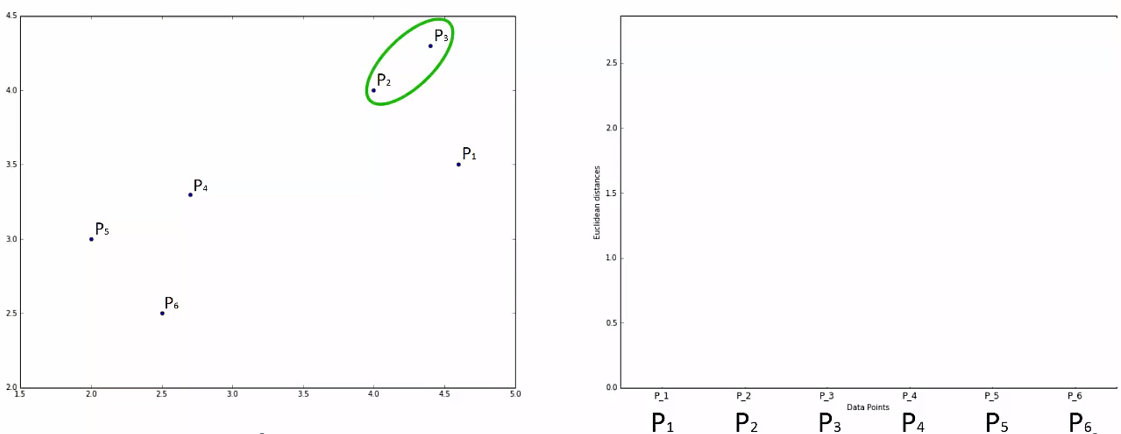 4.5
4.0
3.5
3.0
2.5
2.0
1.5 2.0 2.5 3.0 3.5 4.0 4.5 5.0
P₃
P₂
P₁
P₄
P₅
P₆
Euclidean distances
2.5
2.0
1.5
1.0
0.5
0.0
P_1 P_2 P_3 P_4 P_5 P_6
Data Points
P₁ P₂ P₃ P₄ P₅ P₆